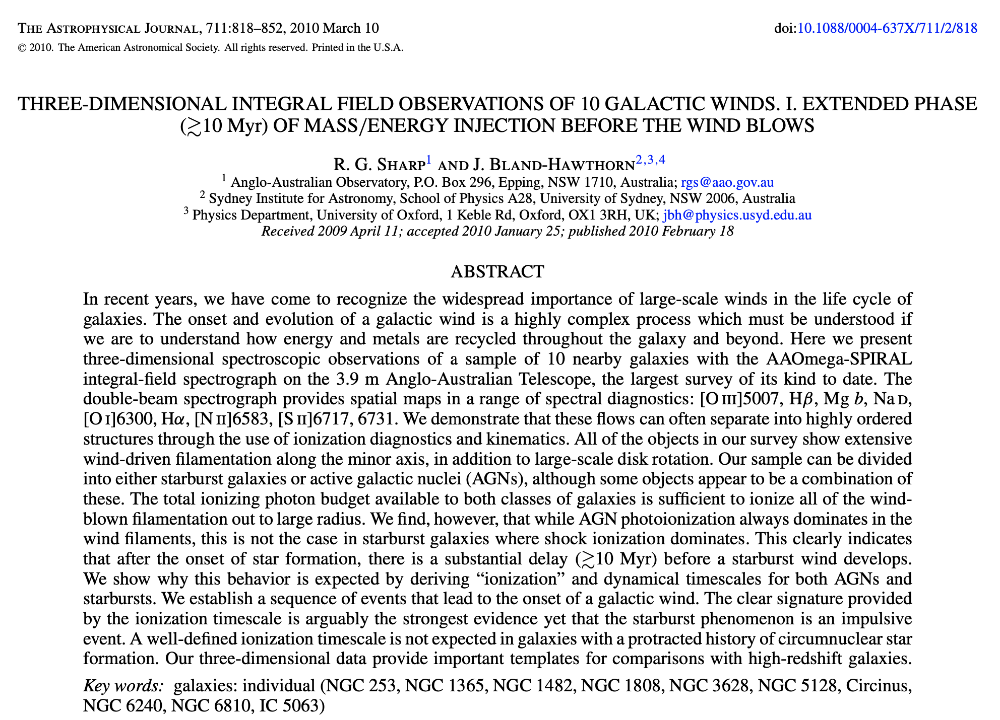 THE ASTROPHYSICAL JOURNAL, 711:818–852, 2010 March 10
doi:10.1088/0004-637X/711/2/818
© 2010. The American Astronomical Society. All rights reserved. Printed in the U.S.A.
THREE-DIMENSIONAL INTEGRAL FIELD OBSERVATIONS OF 10 GALACTIC WINDS. I. EXTENDED PHASE
(≳10 Myr) OF MASS/ENERGY INJECTION BEFORE THE WIND BLOWS
R. G. SHARP1 AND J. BLAND-HAWTHORN2,3,4
1 Anglo-Australian Observatory, P.O. Box 296, Epping, NSW 1710, Australia; rgs@aao.gov.au
2 Sydney Institute for Astronomy, School of Physics A28, University of Sydney, NSW 2006, Australia
3 Physics Department, University of Oxford, 1 Keble Rd, Oxford, OX1 3RH, UK; jbh@physics.usyd.edu.au
Received 2009 April 11; accepted 2010 January 25; published 2010 February 18
ABSTRACT
In recent years, we have come to recognize the widespread importance of large-scale winds in the life cycle of
galaxies. The onset and evolution of a galactic wind is a highly complex process which must be understood if
we are to understand how energy and metals are recycled throughout the galaxy and beyond. Here we present
three-dimensional spectroscopic observations of a sample of 10 nearby galaxies with the AAOmega-SPIRAL
integral-field spectrograph on the 3.9 m Anglo-Australian Telescope, the largest survey of its kind to date. The
double-beam spectrograph provides spatial maps in a range of spectral diagnostics: [O III]5007, Hβ, Mg b, Na D,
[O I]6300, Hα, [N II]6583, [S II]6717, 6731. We demonstrate that these flows can often separate into highly ordered
structures through the use of ionization diagnostics and kinematics. All of the objects in our survey show extensive
wind-driven filamentation along the minor axis, in addition to large-scale disk rotation. Our sample can be divided
into either starburst galaxies or active galactic nuclei (AGNs), although some objects appear to be a combination of
these. The total ionizing photon budget available to both classes of galaxies is sufficient to ionize all of the wind-
blown filamentation out to large radius. We find, however, that while AGN photoionization always dominates in the
wind filaments, this is not the case in starburst galaxies where shock ionization dominates. This clearly indicates
that after the onset of star formation, there is a substantial delay (≳10 Myr) before a starburst wind develops.
We show why this behavior is expected by deriving “ionization” and dynamical timescales for both AGNs and
starbursts. We establish a sequence of events that lead to the onset of a galactic wind. The clear signature provided
by the ionization timescale is arguably the strongest evidence yet that the starburst phenomenon is an impulsive
event. A well-defined ionization timescale is not expected in galaxies with a protracted history of circumnuclear star
formation. Our three-dimensional data provide important templates for comparisons with high-redshift galaxies.
Key words: galaxies: individual (NGC 253, NGC 1365, NGC 1482, NGC 1808, NGC 3628, NGC 5128, Circinus,
NGC 6240, NGC 6810, IC 5063)